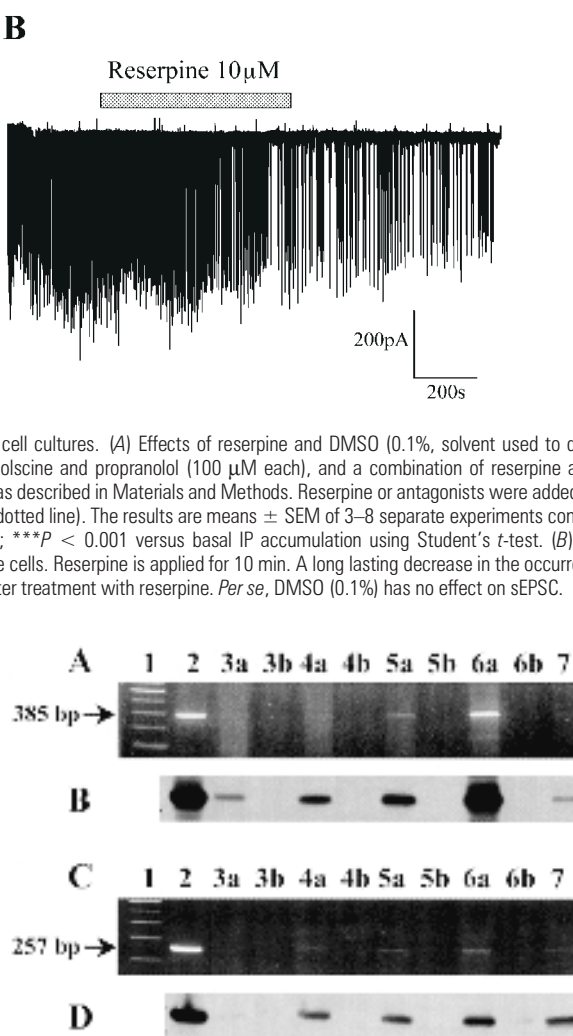 B
Reserpine 10µM
200pA
200s
cell cultures. (A) Effects of reserpine and DMSO (0.1%, solvent used to
olscine and propranolol (100 µM each), and a combination of reserpine
as described in Materials and Methods. Reserpine or antagonists were added
dotted line). The results are means ± SEM of 3–8 separate experiments
; ***P < 0.001 versus basal IP accumulation using Student's t-test. (B)
e cells. Reserpine is applied for 10 min. A long lasting decrease in the
ter treatment with reserpine. Per se, DMSO (0.1%) has no effect on sEPSC.
A 1 2 3a 3b 4a 4b 5a 5b 6a 6b 7
385 bp
B
C 1 2 3a 3b 4a 4b 5a 5b 6a 6b 7
257 bp
D